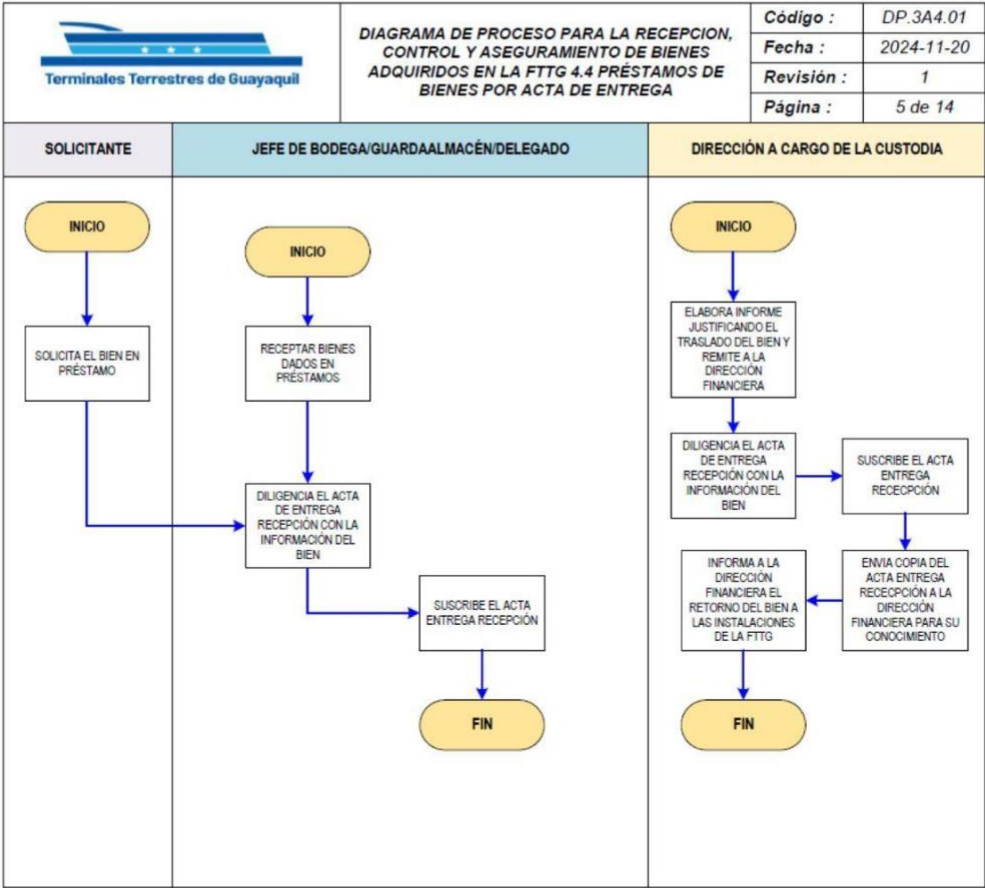 Terminales Terrestres de Guayaquil
DIAGRAMA DE PROCESO PARA LA RECEPCION,
CONTROL Y ASEGURAMIENTO DE BIENES
ADQUIRIDOS EN LA FTTG 4.4 PRÉSTAMOS DE
BIENES POR ACTA DE ENTREGA
Código : DP.3A4.01
Fecha : 2024-11-20
Revisión : 1
Página : 5 de 14
SOLICITANTE
JEFE DE BODEGA/GUARDAALMACÉN/DELEGADO
DIRECCIÓN A CARGO DE LA CUSTODIA
INICIO
SOLICITA EL BIEN EN
PRÉSTAMO
INICIO
RECEPTAR BIENES
DADOS EN
PRÉSTAMOS
DILIGENCIA EL ACTA
DE ENTREGA
RECEPCIÓN CON LA
INFORMACIÓN DEL
BIEN
SUSCRIBE EL ACTA
ENTREGA RECEPCIÓN
FIN
INICIO
ELABORA INFORME
JUSTIFICANDO EL
TRASLADO DEL BIEN Y
REMITE A LA
DIRECCIÓN
FINANCIERA
DILIGENCIA EL ACTA
DE ENTREGA
RECEPCIÓN CON LA
INFORMACIÓN DEL
BIEN
SUSCRIBE EL ACTA
ENTREGA
RECECPCIÓN
ENVIA COPIA DEL
ACTA ENTREGA
RECECPCIÓN A LA
DIRECCIÓN
FINANCIERA PARA SU
CONOCIMIENTO
INFORMA A LA
DIRECCIÓN
FINANCIERA EL
RETORNO DEL BIEN A
LAS INSTALACIONES
DE LA FTTG
FIN